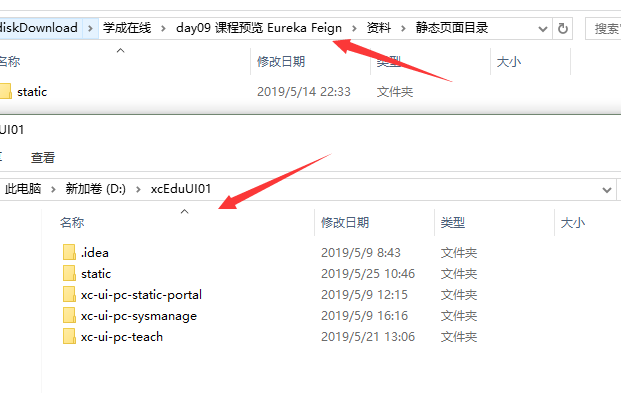 diskDownload > 学成在线 > day09 课程预览 Eureka Feign > 资料 > 静态页面目录 搜索
名称 修改日期 类型 大小
static 2019/5/14 22:33 文件夹
UI01
查看
此电脑 > 新加卷 (D:) > xcEduUI01
名称 修改日期 类型 大小
.idea 2019/5/9 8:43 文件夹
static 2019/5/25 10:46 文件夹
xc-ui-pc-static-portal 2019/5/9 12:15 文件夹
xc-ui-pc-sysmanage 2019/5/9 16:16 文件夹
xc-ui-pc-teach 2019/5/21 13:06 文件夹